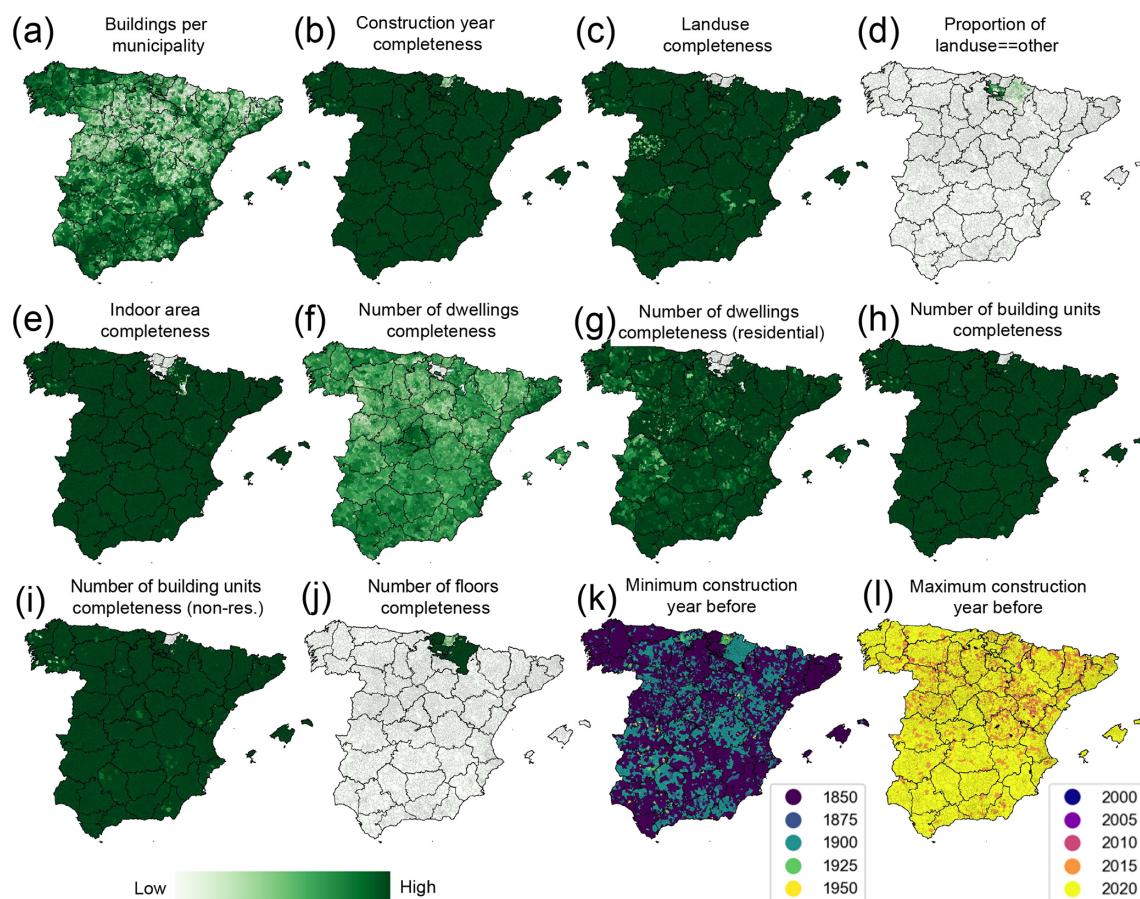 (a) Buildings per
municipality
(b) Construction year
completeness
(c) Landuse
completeness
(d) Proportion of
landuse==other
(e) Indoor area
completeness
(f) Number of dwellings
completeness
(g) Number of dwellings
completeness (residential)
(h) Number of building units
completeness
(i) Number of building units
completeness (non-res.)
(j) Number of floors
completeness
(k) Minimum construction
year before
(l) Maximum construction
year before
1850
1875
1900
1925
1950
2000
2005
2010
2015
2020
Low High